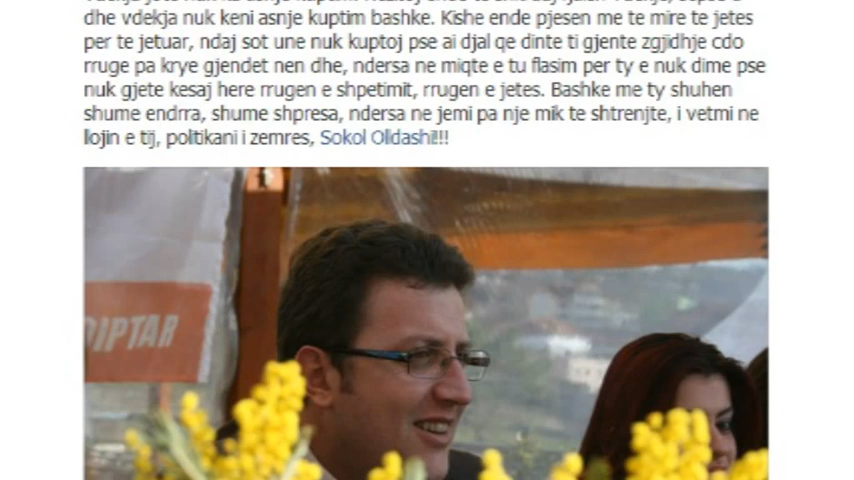 dhe vdekja nuk keni asnje kuptim bashke. Kishe ende pjesen me te mire te jetes
per te jetuar, ndaj sot une nuk kuptoj pse ai djal qe dinte ti gjente zgjidhje cdo
rruge pa krye gjendet nen dhe, ndersa ne miqte e tu flasim per ty e nuk dime pse
nuk gjete kesaj here rrugen e shpetimit, rrugen e jetes. Bashke me ty shuhen
shume endrra, shume shpresa, ndersa ne jemi pa nje mik te shtrenjte, i vetmi ne
llojin e tij, politikani i zemres, Sokol Olldashi!!!
QIPTAR